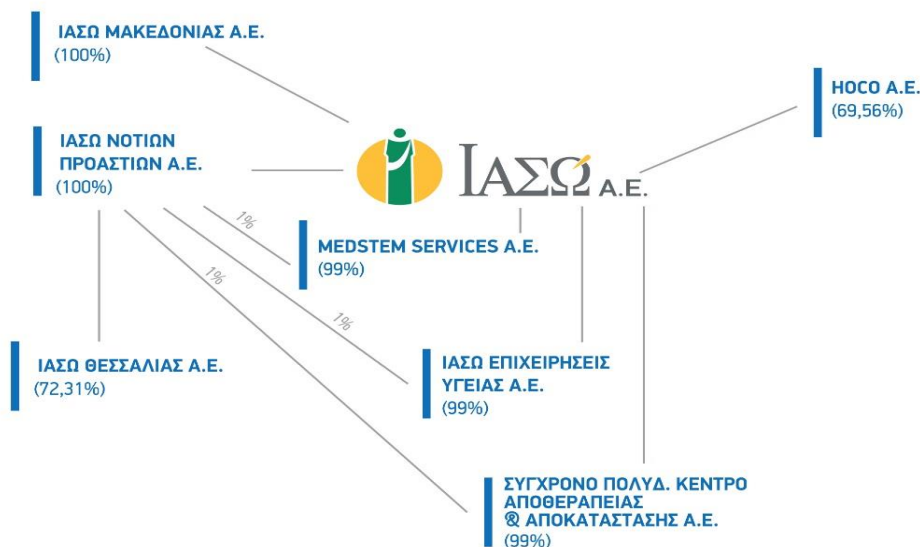 ΙΑΣΩ ΜΑΚΕΔΟΝΙΑΣ Α.Ε.
(100%)
HOCO Α.Ε.
(69,56%)
ΙΑΣΩ ΝΟΤΙΩΝ
ΠΡΟΑΣΤΙΩΝ Α.Ε.
(100%)
ΙΑΣΩ Α.Ε.
1%
MEDSTEM SERVICES Α.Ε.
(99%)
1%
1%
ΙΑΣΩ ΘΕΣΣΑΛΙΑΣ Α.Ε.
(72,31%)
ΙΑΣΩ ΕΠΙΧΕΙΡΗΣΕΙΣ
ΥΓΕΙΑΣ Α.Ε.
(99%)
ΣΥΓΧΡΟΝΟ ΠΟΛΥΔ. ΚΕΝΤΡΟ
ΑΠΟΘΕΡΑΠΕΙΑΣ
& ΑΠΟΚΑΤΑΣΤΑΣΗΣ Α.Ε.
(99%)